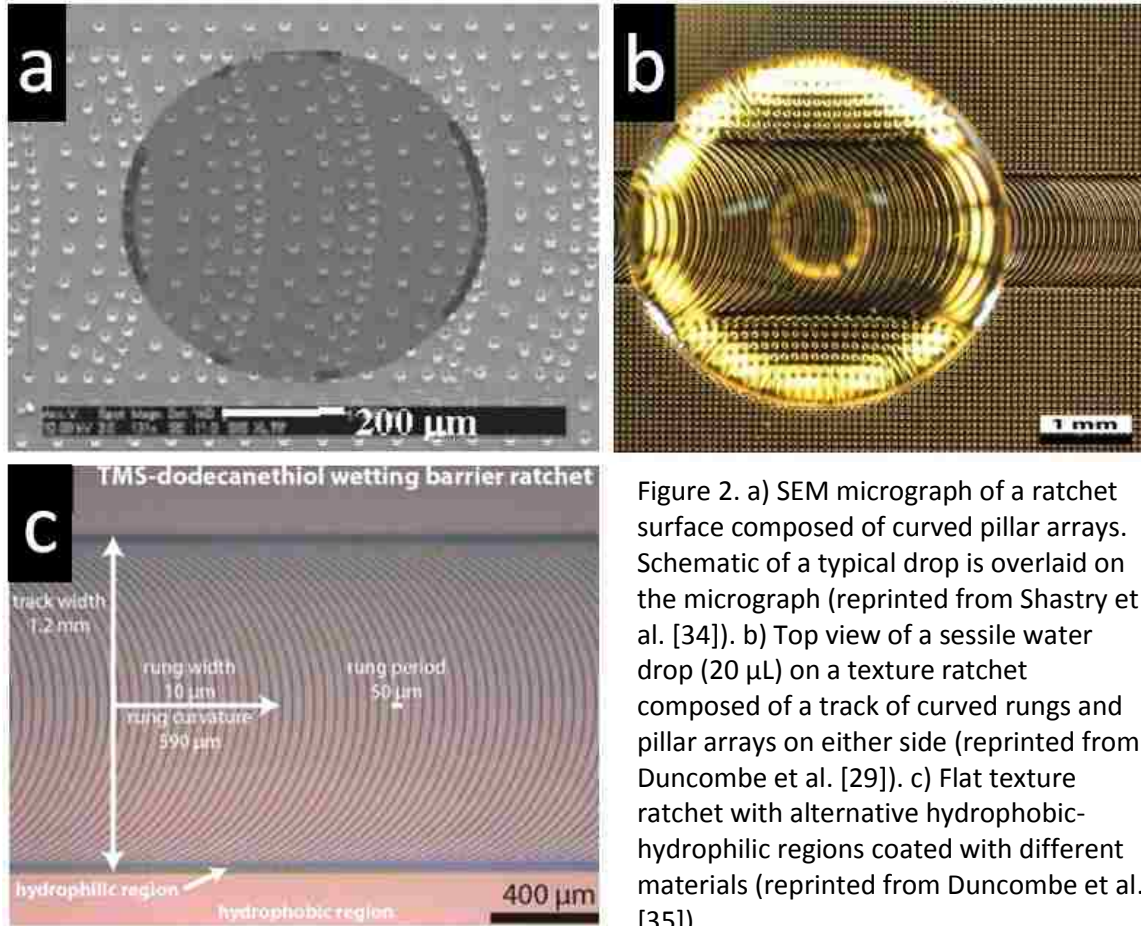 a
200 µm
b
1 mm
TMS-dodecanethiol wetting barrier ratchet
c
track width
1.2 mm
rung width
10 µm
rung curvature
590 µm
rung period
50 µm
hydrophilic region
hydrophobic region
400 µm
Figure 2. a) SEM micrograph of a ratchet
surface composed of curved pillar arrays.
Schematic of a typical drop is overlaid on
the micrograph (reprinted from Shastry et
al. [34]). b) Top view of a sessile water
drop (20 µL) on a texture ratchet
composed of a track of curved rungs and
pillar arrays on either side (reprinted from
Duncombe et al. [29]). c) Flat texture
ratchet with alternative hydrophobic-
hydrophilic regions coated with different
materials (reprinted from Duncombe et al.
[35])